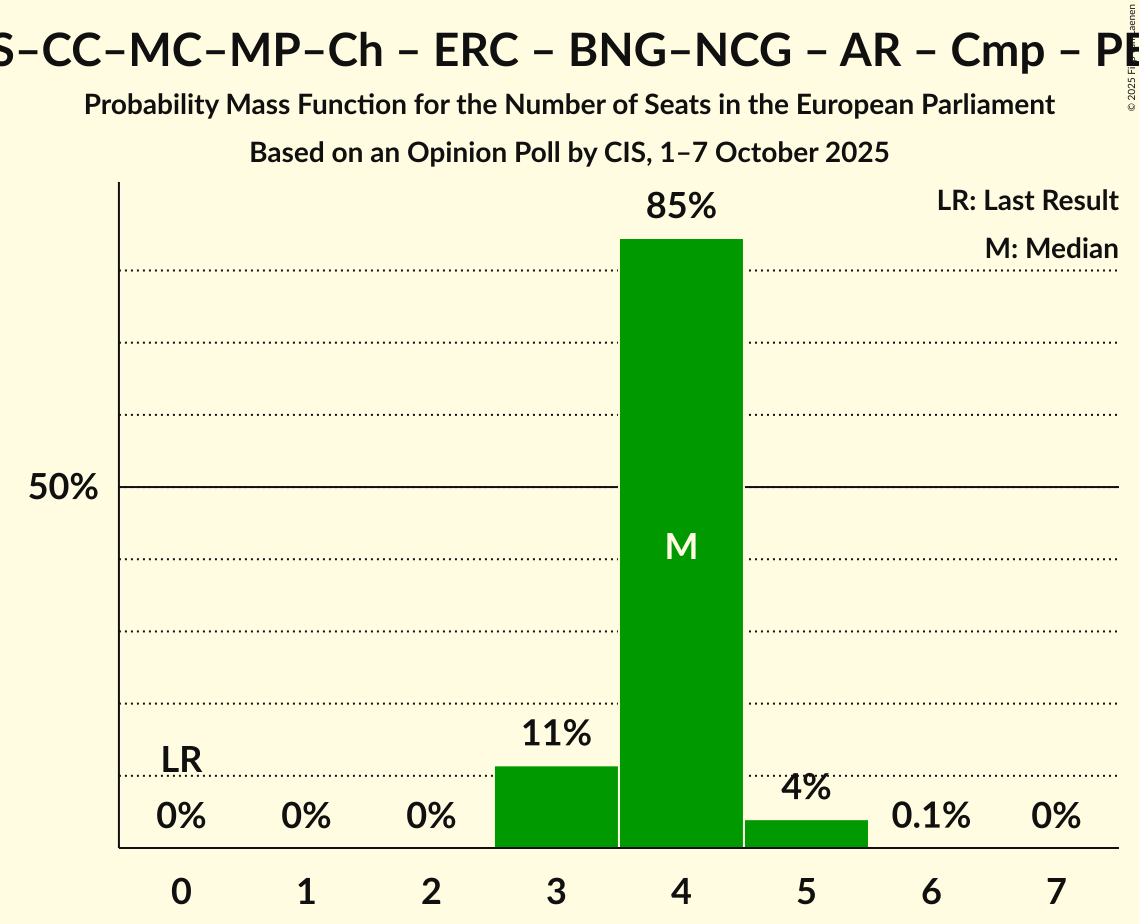 S–CC–MC–MP–Ch – ERC – BNG–NCG – AR – Cmp –
Probability Mass Function for the Number of Seats in the European Parliament
Based on an Opinion Poll by CIS, 1–7 October 2025
© 2025
LR: Last Result
M: Median
85%
50%
M
11%
LR
4%
0% 0% 0% 0.1% 0%
0 1 2 3 4 5 6 7